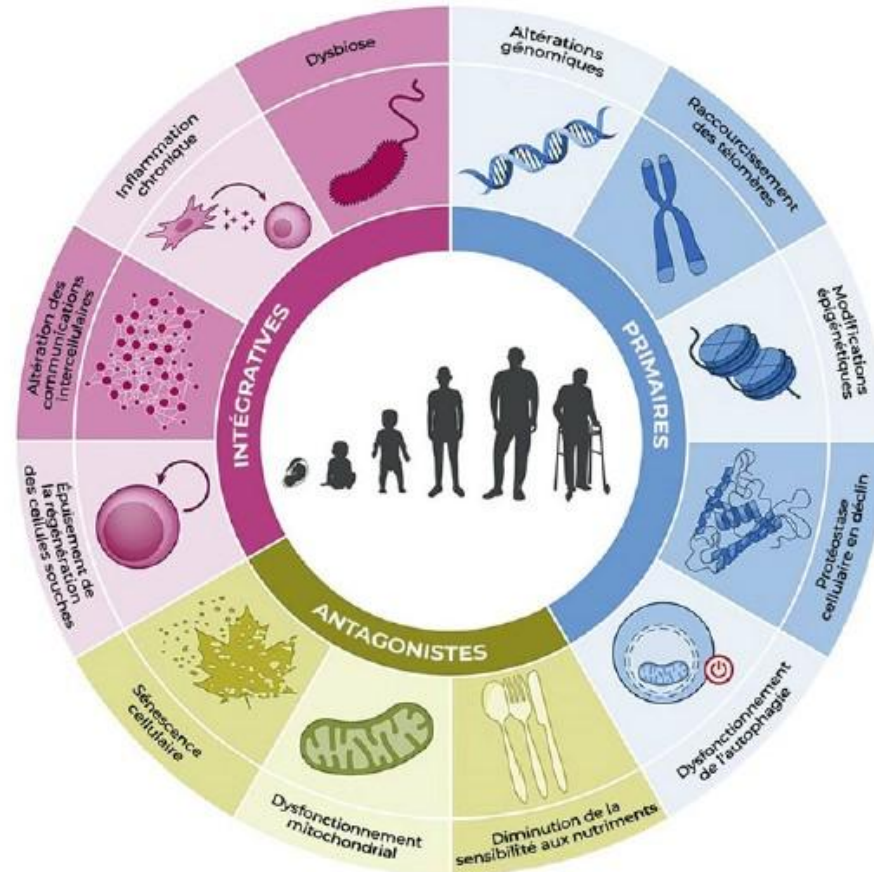 Altérations
génomiques
Raccourcissement
des télomères
Modifications
épigénétiques
Protéostase
cellulaire en déclin
Dysfonctionnement
de l'autophagie
Diminution de la
sensibilité aux nutriments
Dysfonctionnement
mitochondrial
Sénescence
cellulaire
Épuisement de
la régénération
des cellules souches
Altération des
communications
intercellulaires
Inflammation
chronique
Dysbiose
PRIMAIRES
ANTAGONISTES
INTÉGRATIVES